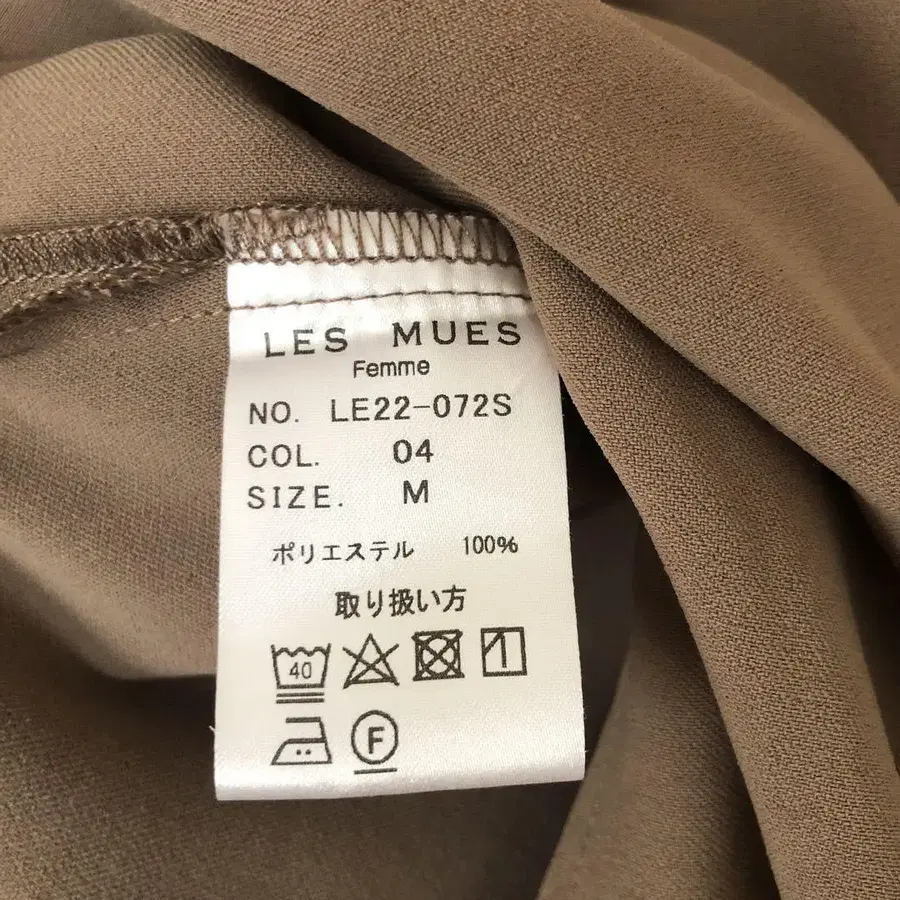 LES MUES
Femme
NO. LE22-072S
COL. 04
SIZE. M
ポリエステル 100%
取り扱い方
40
F